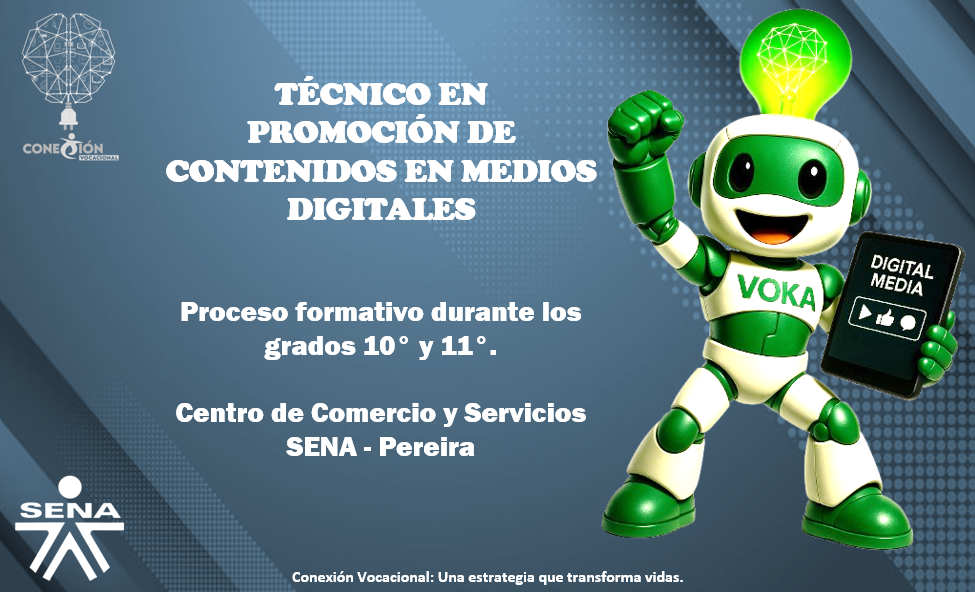 CONEXIÓN
VOCACIONAL
TÉCNICO EN
PROMOCIÓN DE
CONTENIDOS EN MEDIOS
DIGITALES
Proceso formativo durante los
grados 10° y 11°.
Centro de Comercio y Servicios
SENA - Pereira
VOKA
DIGITAL
MEDIA
SENA
Conexión Vocacional: Una estrategia que transforma vidas.